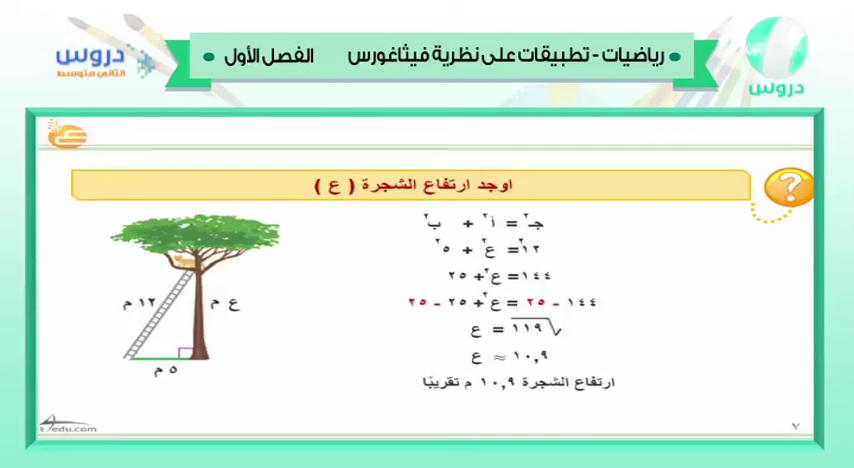 رياضيات - تطبيقات على نظرية فيثاغورس الفصل الأول
دروس
الثاني متوسط
دروس
اوجد ارتفاع الشجرة ( ع )
جـ٢ = أ٢ + ب٢
١٢٢ = ع٢ + ٥٢
١٤٤ = ع٢ + ٢٥
١٤٤ - ٢٥ = ع٢ + ٢٥ - ٢٥
√١١٩ = ع
١٠,٩ ≈ ع
ارتفاع الشجرة ١٠,٩ م تقريبًا
١٢ م
ع م
٥ م
t4edu.com
٧